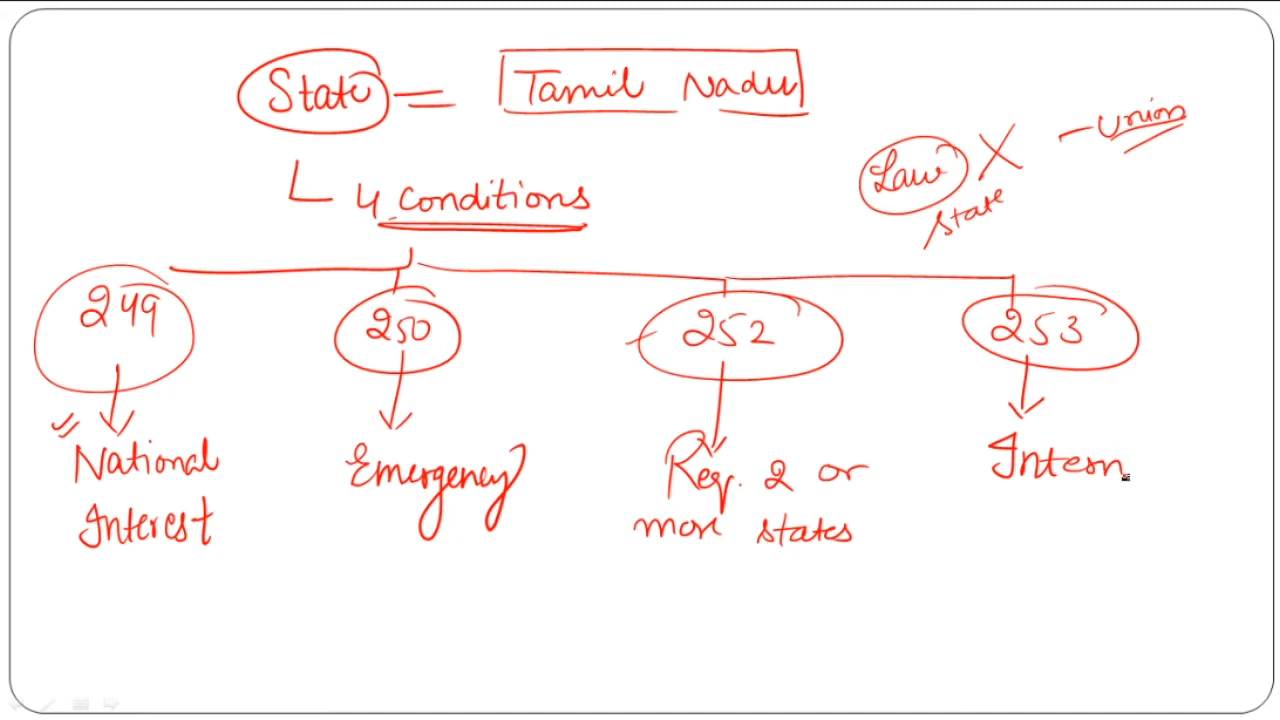 State = Tamil Nadu
4 Conditions
Law X - Union
State
249 250 252 253
National Emergency Req. 2 or Intern
Interest more states